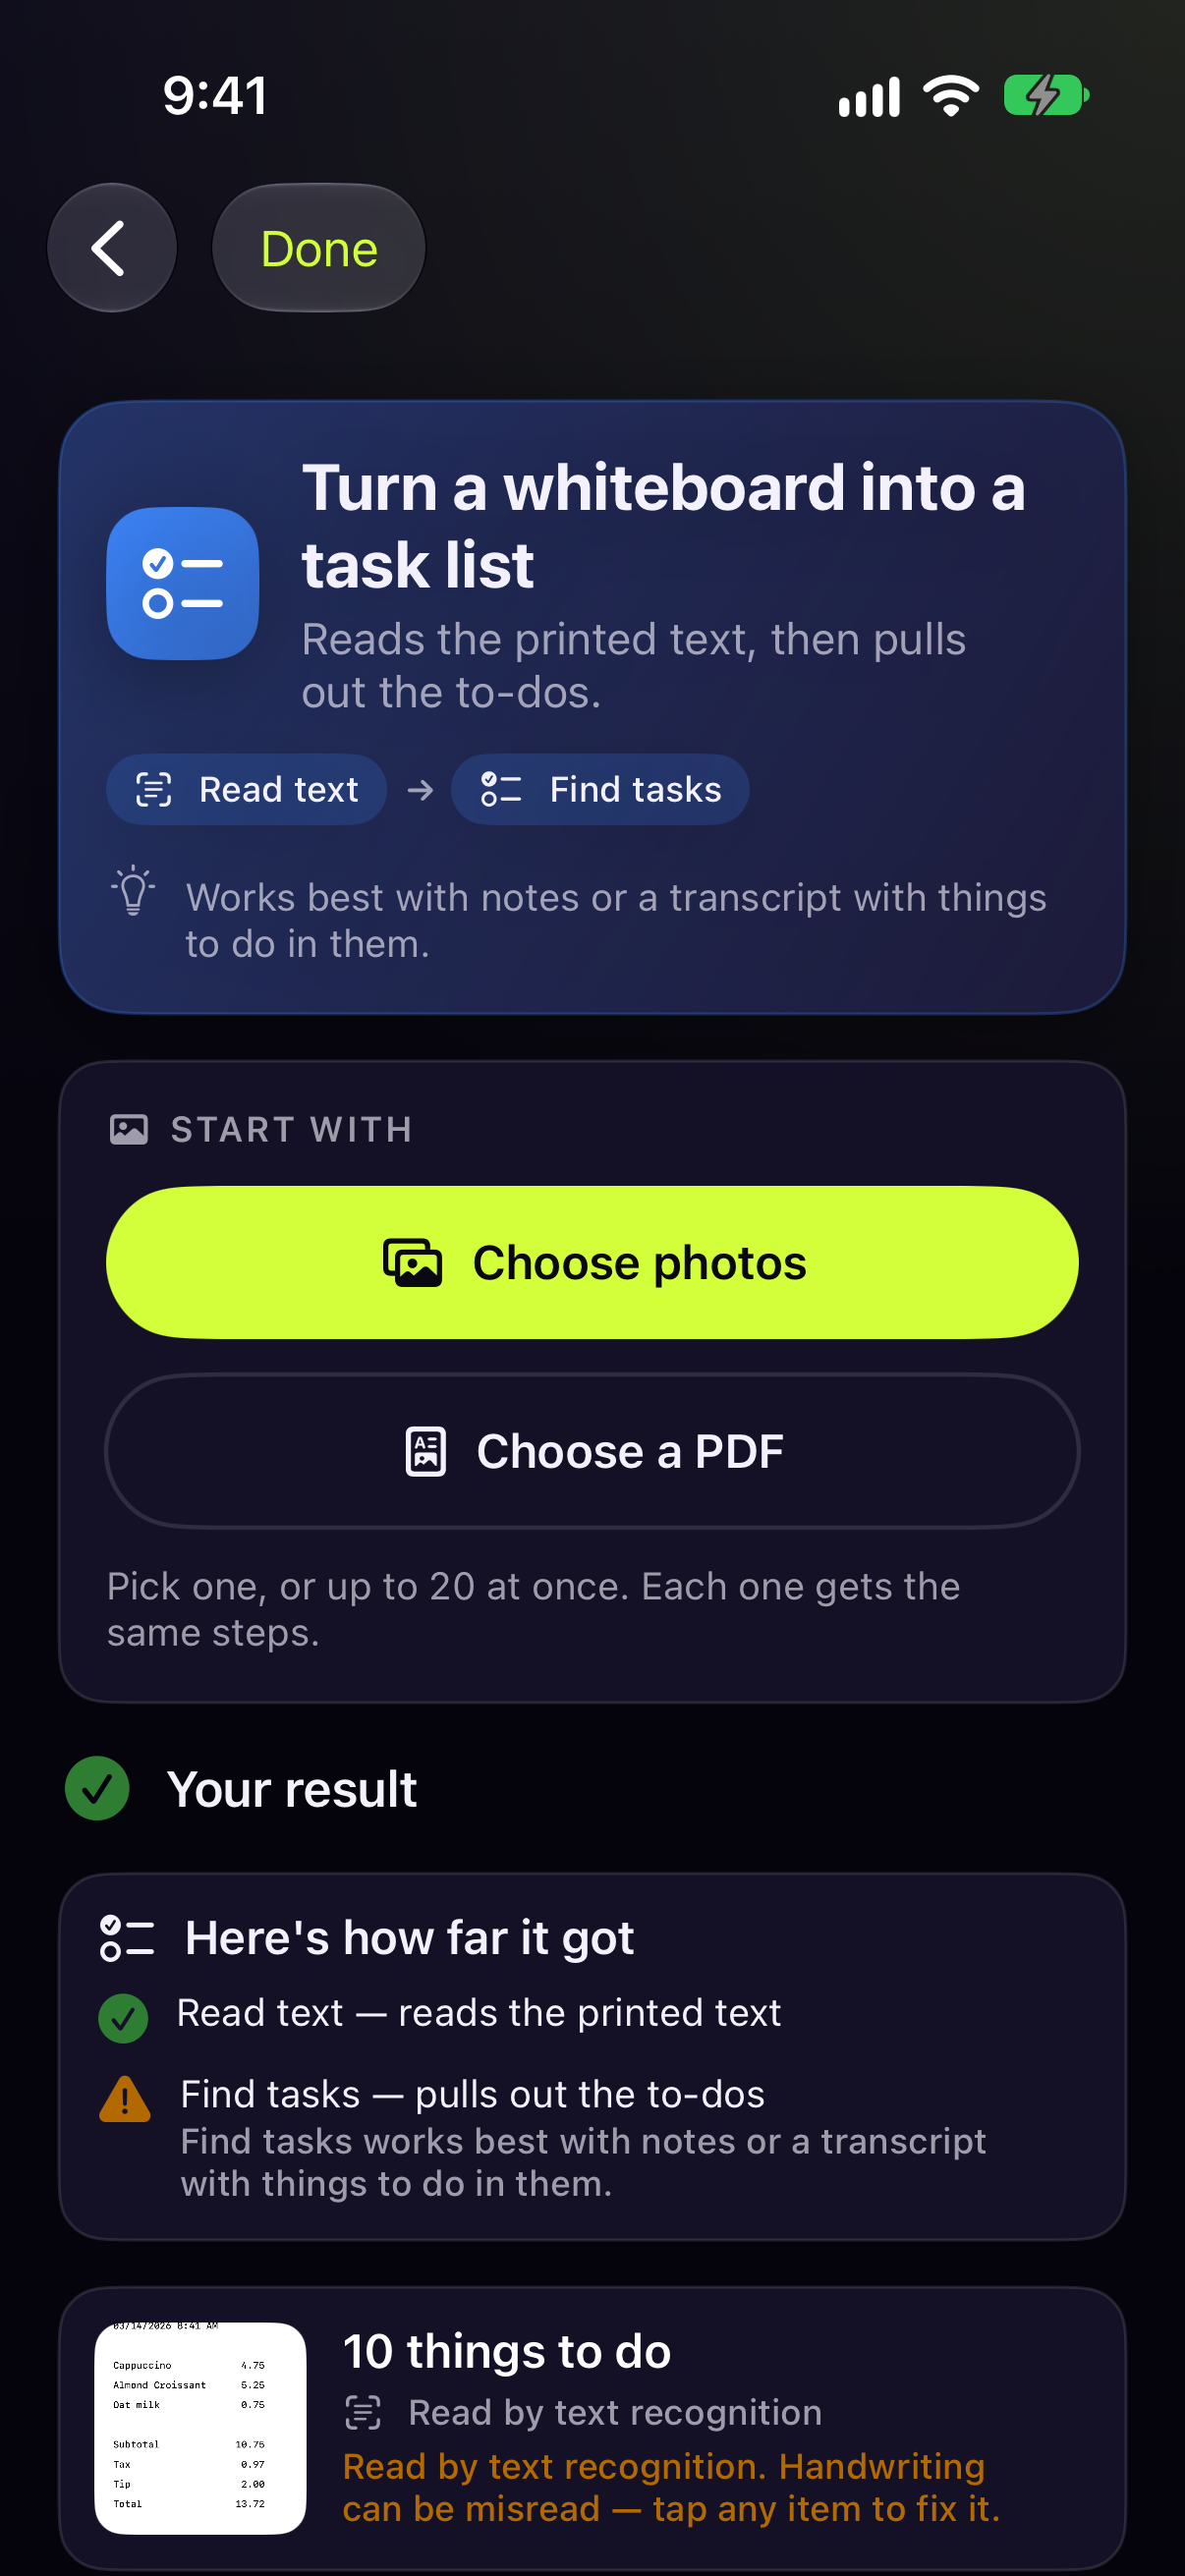 9:41
Done
Turn a whiteboard into a
task list
Reads the printed text, then pulls
out the to-dos.
Read text → Find tasks
Works best with notes or a transcript with things
to do in them.
START WITH
Choose photos
Choose a PDF
Pick one, or up to 20 at once. Each one gets the
same steps.
Your result
Here's how far it got
Read text — reads the printed text
Find tasks — pulls out the to-dos
Find tasks works best with notes or a transcript
with things to do in them.
03/14/2026 8:41 AM
Cappuccino 4.75
Almond Croissant 5.25
Oat milk 0.75
Subtotal 10.75
Tax 0.97
Tip 2.00
Total 13.72
10 things to do
Read by text recognition
Read by text recognition. Handwriting
can be misread — tap any item to fix it.